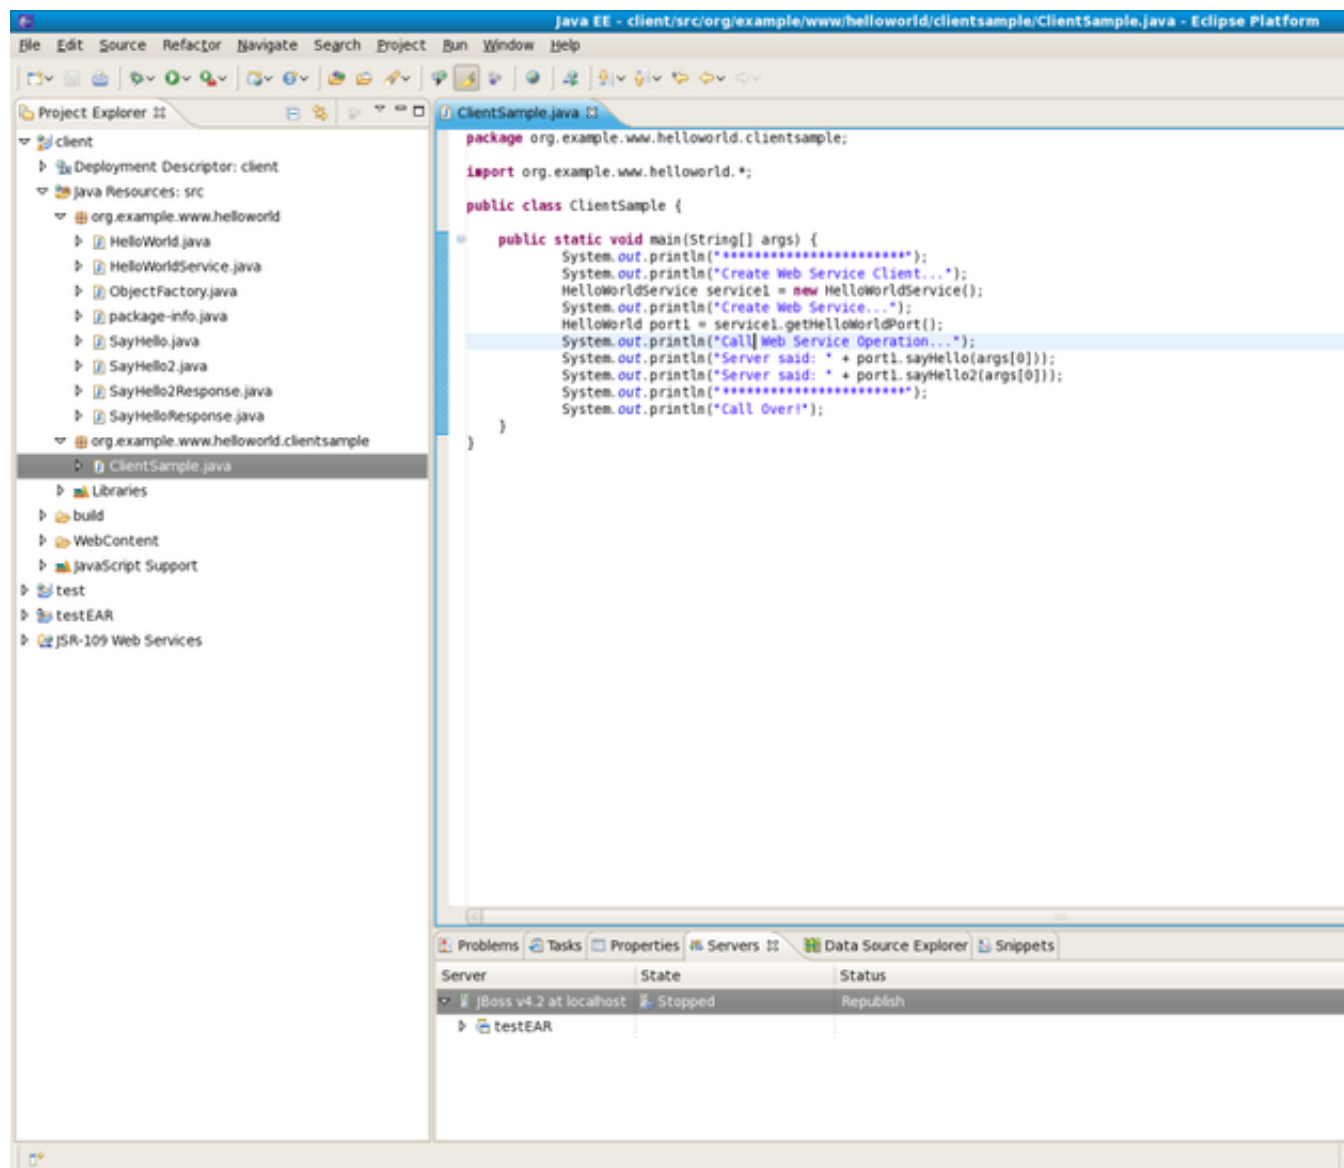 Java EE - client/src/org/example/www/helloworld/clientsample/ClientSample.java - Eclipse Platform
File Edit Source Refactor Navigate Search Project Run Window Help
Project Explorer
client
Deployment Descriptor: client
Java Resources: src
org.example.www.helloworld
HelloWorld.java
HelloWorldService.java
ObjectFactory.java
package-info.java
SayHello.java
SayHello2.java
SayHello2Response.java
SayHelloResponse.java
org.example.www.helloworld.clientsample
ClientSample.java
Libraries
build
WebContent
JavaScript Support
test
testEAR
JSR-109 Web Services
ClientSample.java
package org.example.www.helloworld.clientsample;
import org.example.www.helloworld.*;
public class ClientSample {
public static void main(String[] args) {
System.out.println("***********************");
System.out.println("Create Web Service Client...");
HelloWorldService service1 = new HelloWorldService();
System.out.println("Create Web Service...");
HelloWorld port1 = service1.getHelloWorldPort();
System.out.println("Call Web Service Operation...");
System.out.println("Server said: " + port1.sayHello(args[0]));
System.out.println("Server said: " + port1.sayHello2(args[0]));
System.out.println("***********************");
System.out.println("Call Over!");
}
}
Problems Tasks Properties Servers Data Source Explorer Snippets
Server State Status
JBoss v4.2 at localhost Stopped Republish
testEAR